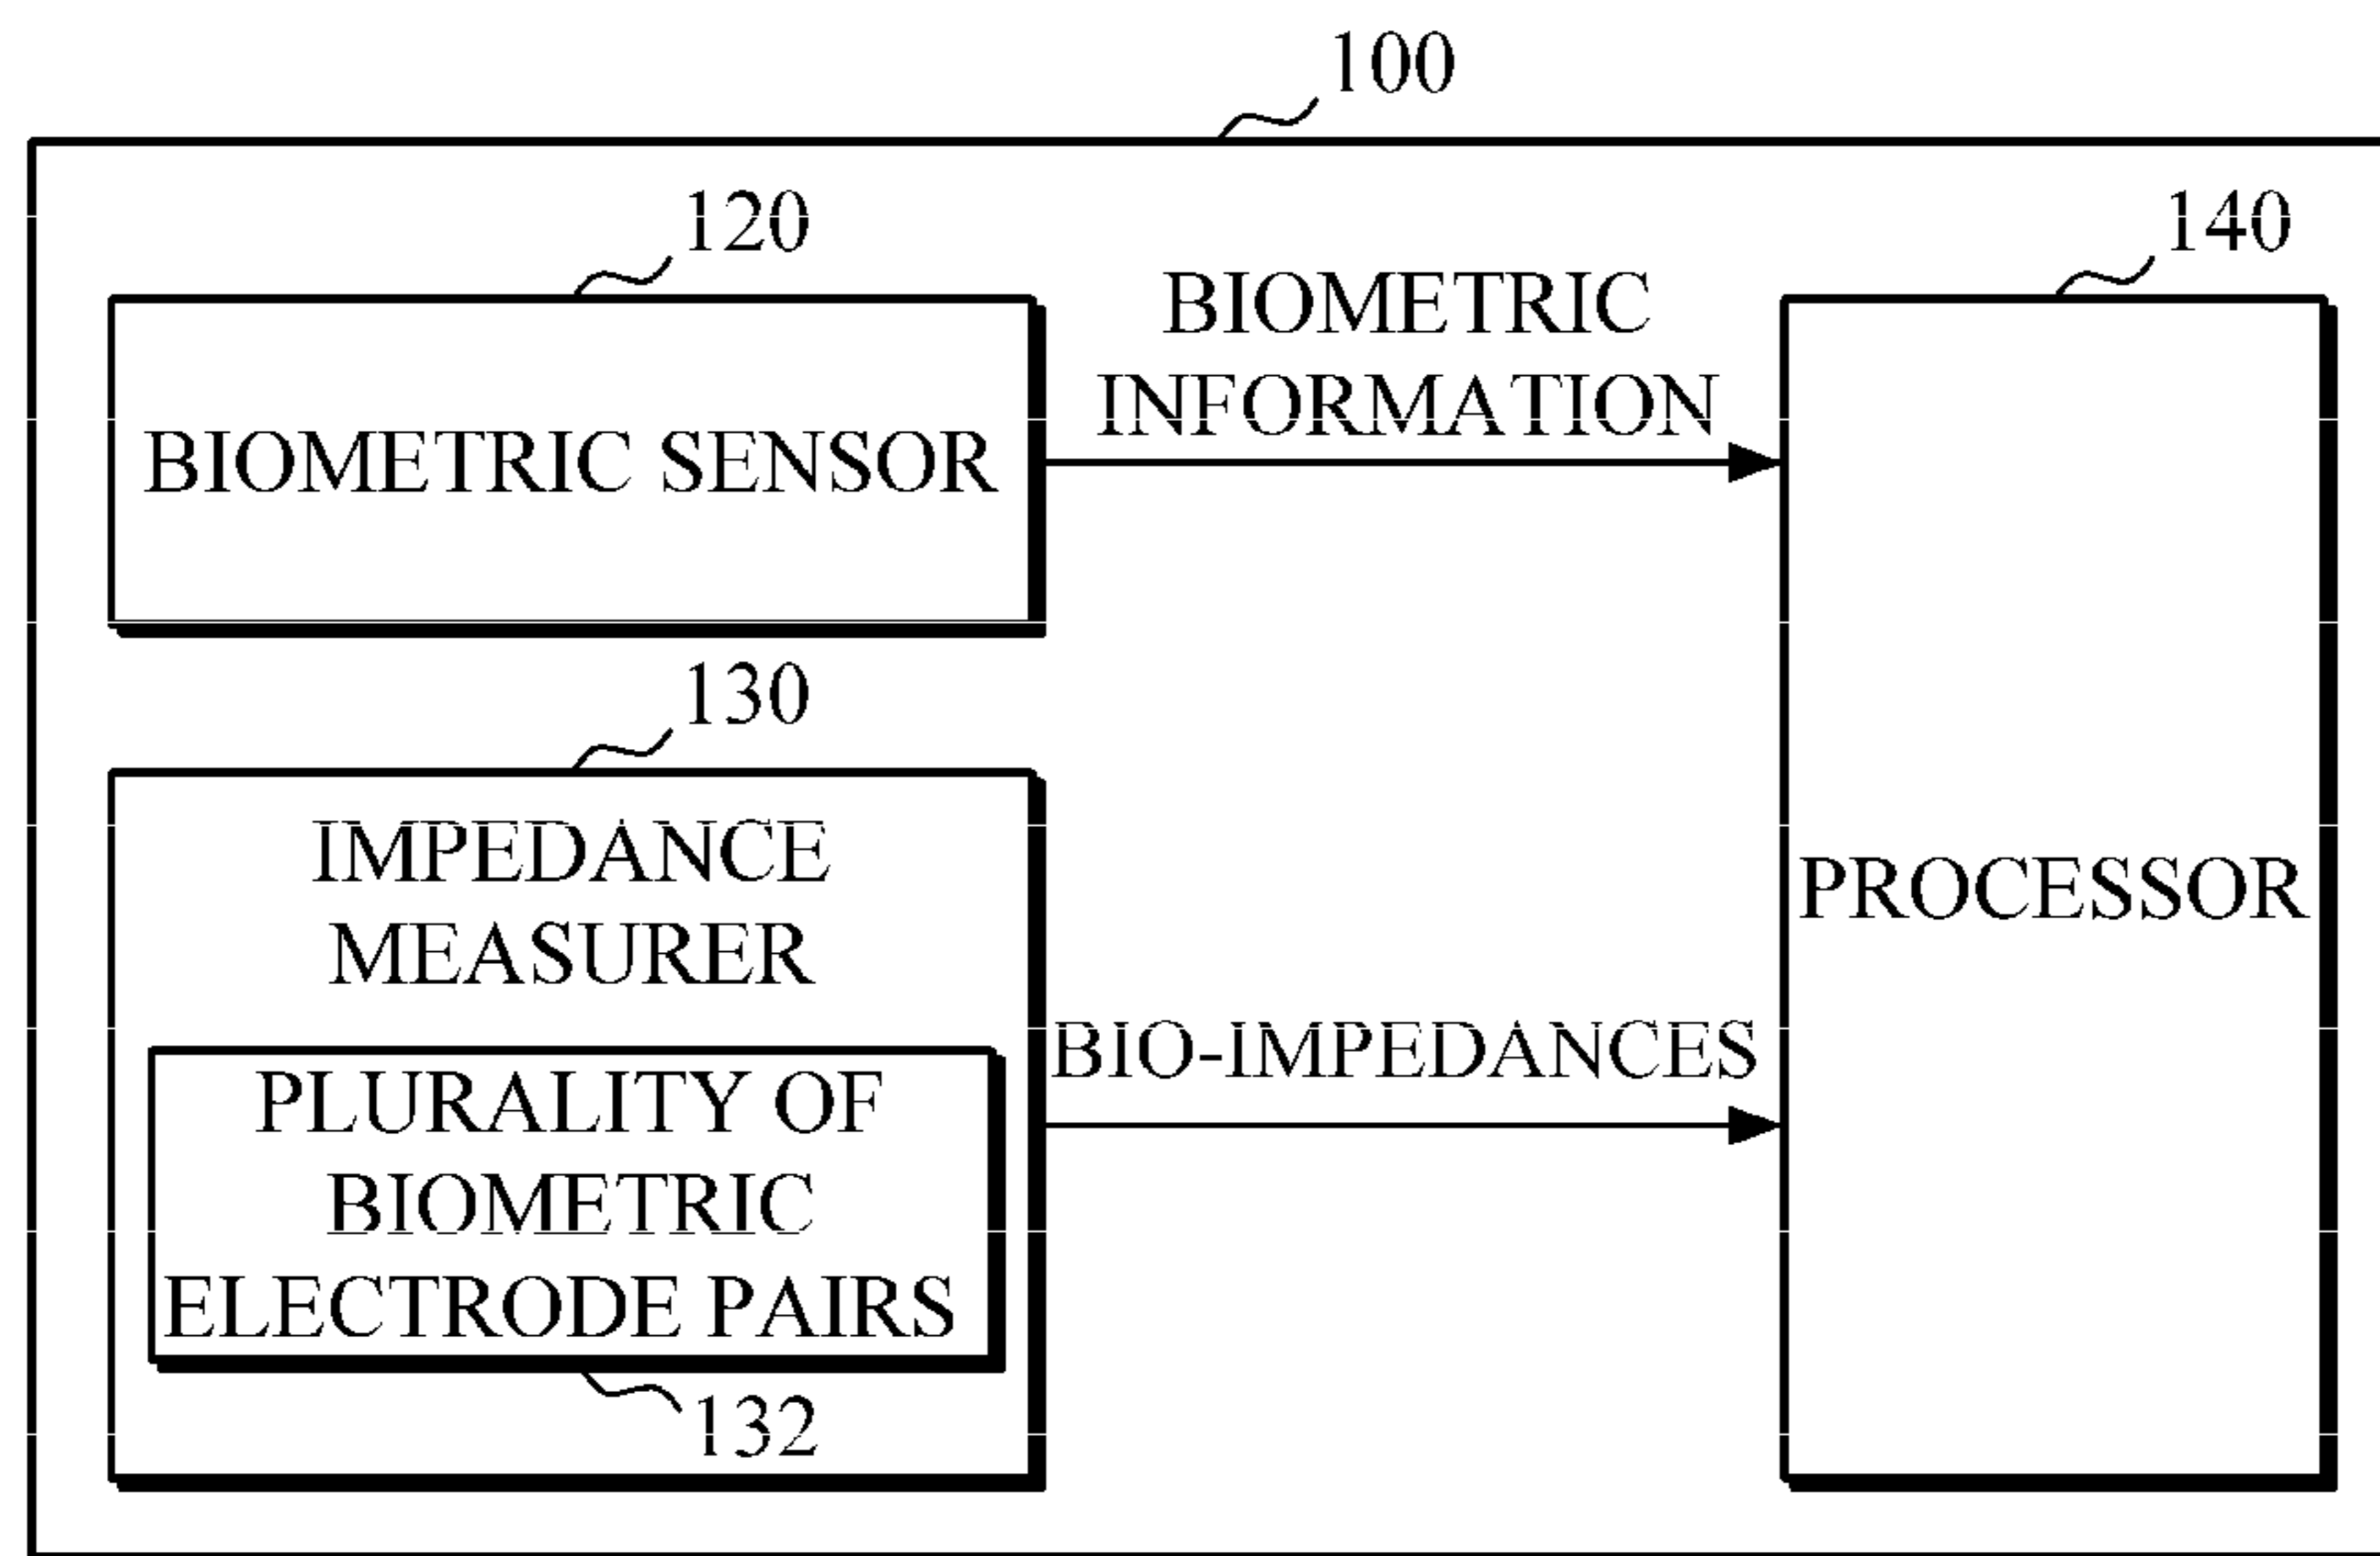 100
120
BIOMETRIC SENSOR
BIOMETRIC
INFORMATION
140
PROCESSOR
130
IMPEDANCE
MEASURER
PLURALITY OF
BIOMETRIC
ELECTRODE PAIRS
132
BIO-IMPEDANCES